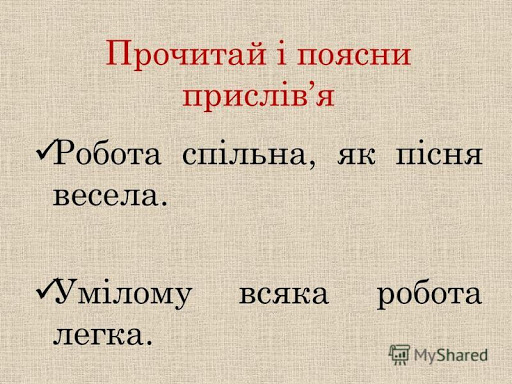 Прочитай і поясни
прислів’я
✓Робота спільна, як пісня
весела.
✓Умілому всяка робота
легка.
MyShared